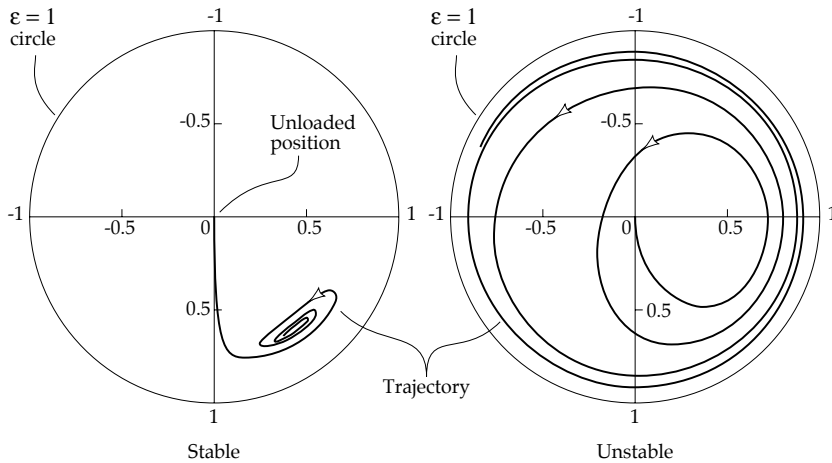 ε = 1
circle
-1
-0.5
Unloaded
position
-1
-0.5
0
0.5
1
0.5
1
Stable
Trajectory
ε = 1
circle
-1
-0.5
-1
-0.5
0
0.5
1
0.5
1
Unstable